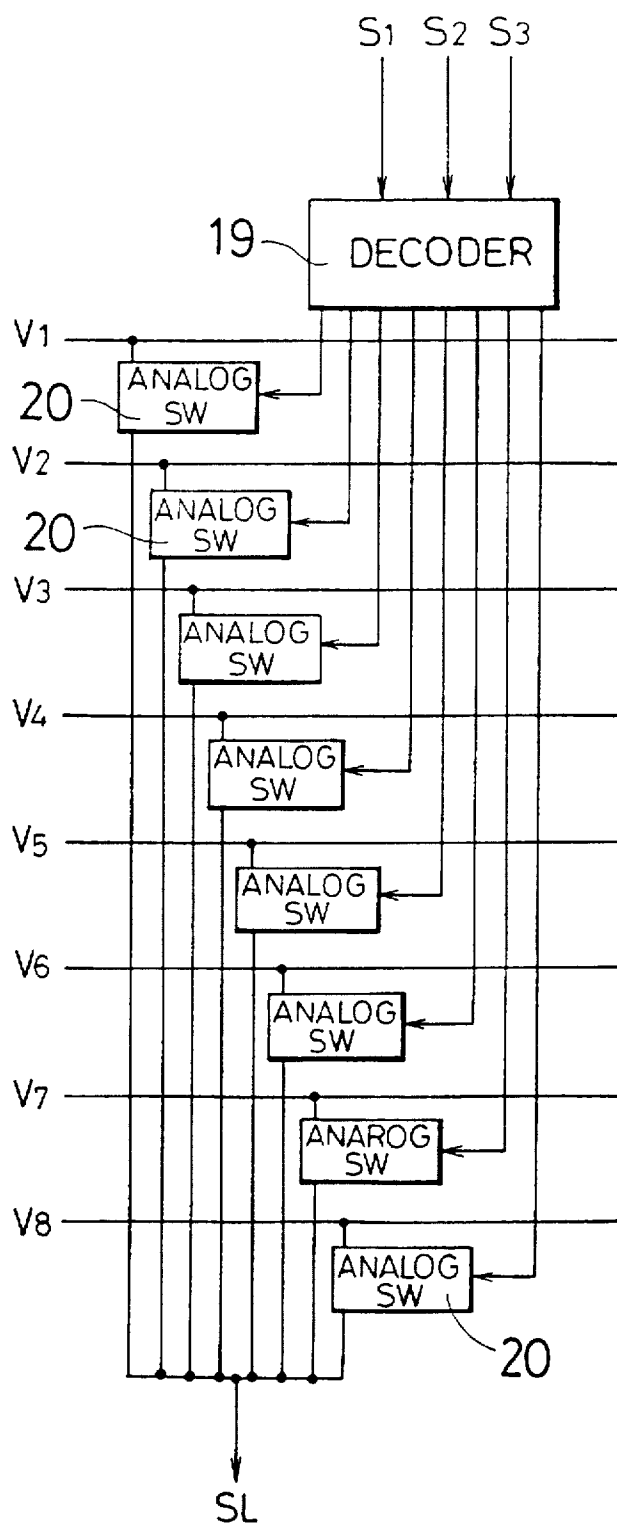 S1 S2 S3
19 DECODER
V1
ANALOG
SW
20
V2
ANALOG
SW
20
V3
ANALOG
SW
V4
ANALOG
SW
V5
ANALOG
SW
V6
ANALOG
SW
V7
ANAROG
SW
V8
ANALOG
SW
20
SL